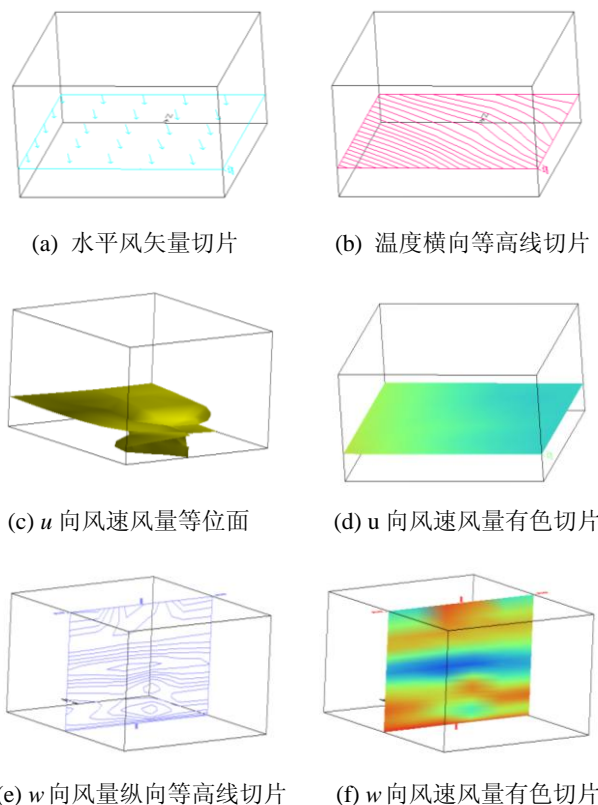 (a) 水平风矢量切片
(b) 温度横向等高线切片
(c) u 向风速风量等位面
(d) u 向风速风量有色切片
(e) w 向风量纵向等高线切片
(f) w 向风速风量有色切片